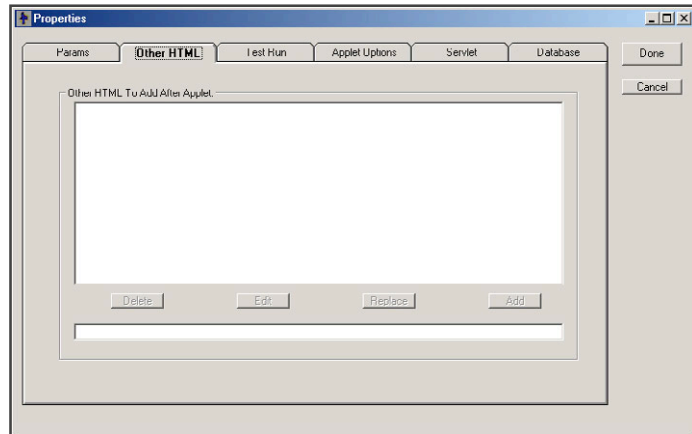 Properties
Params Other HTML Test Run Applet Options Servlet Database
Done
Cancel
Other HTML To Add After Applet:
Delete Edit Replace Add